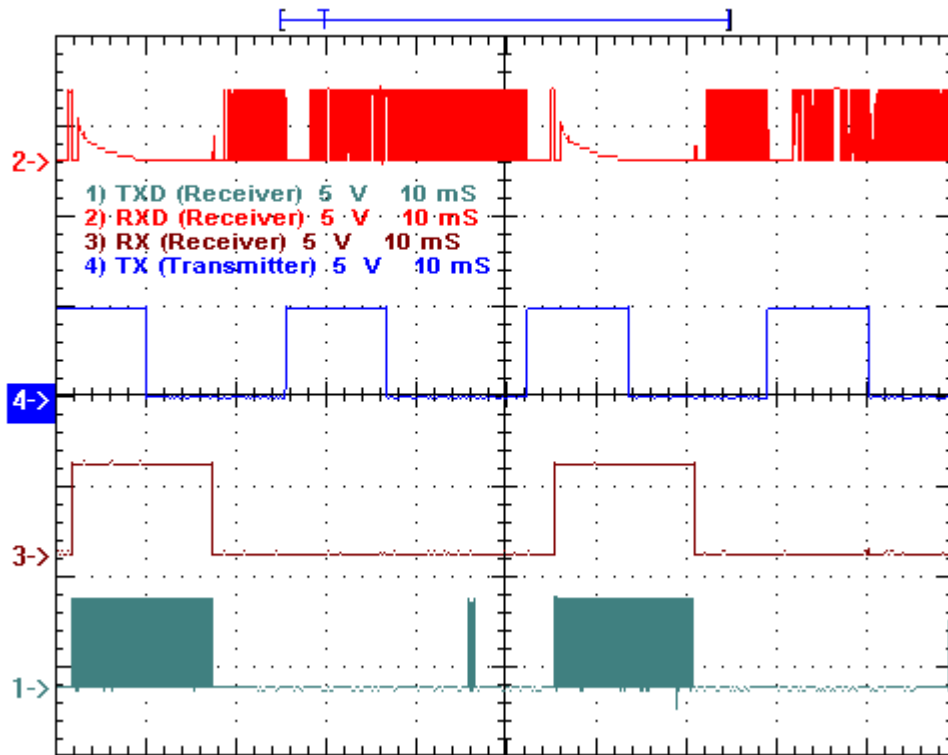 T
2->
1) TXD (Receiver) 5 V 10 mS
2) RXD (Receiver) 5 V 10 mS
3) RX (Receiver) 5 V 10 mS
4) TX (Transmitter) 5 V 10 mS
4->
3->
1->